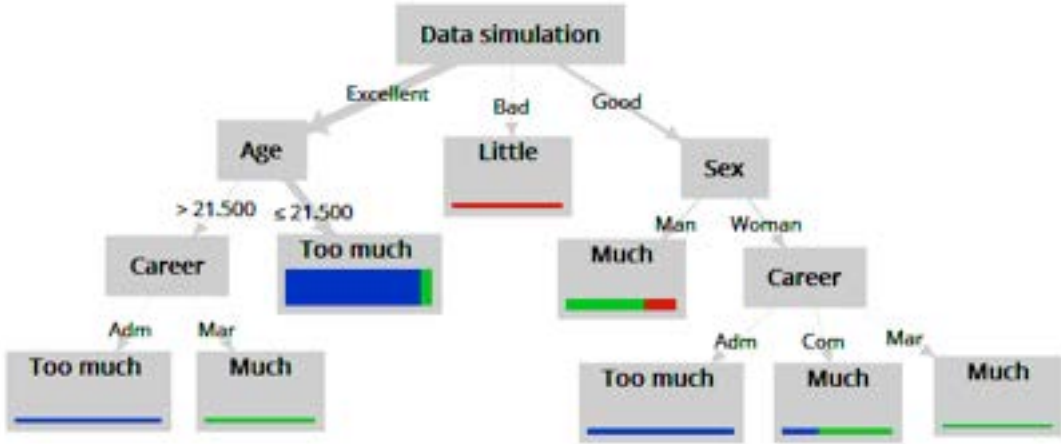 Data simulation
Excellent
Bad
Good
Age
Little
Sex
> 21.500
≤ 21.500
Man
Woman
Career
Too much
Much
Career
Adm
Mar
Adm
Com
Mar
Too much
Much
Too much
Much
Much